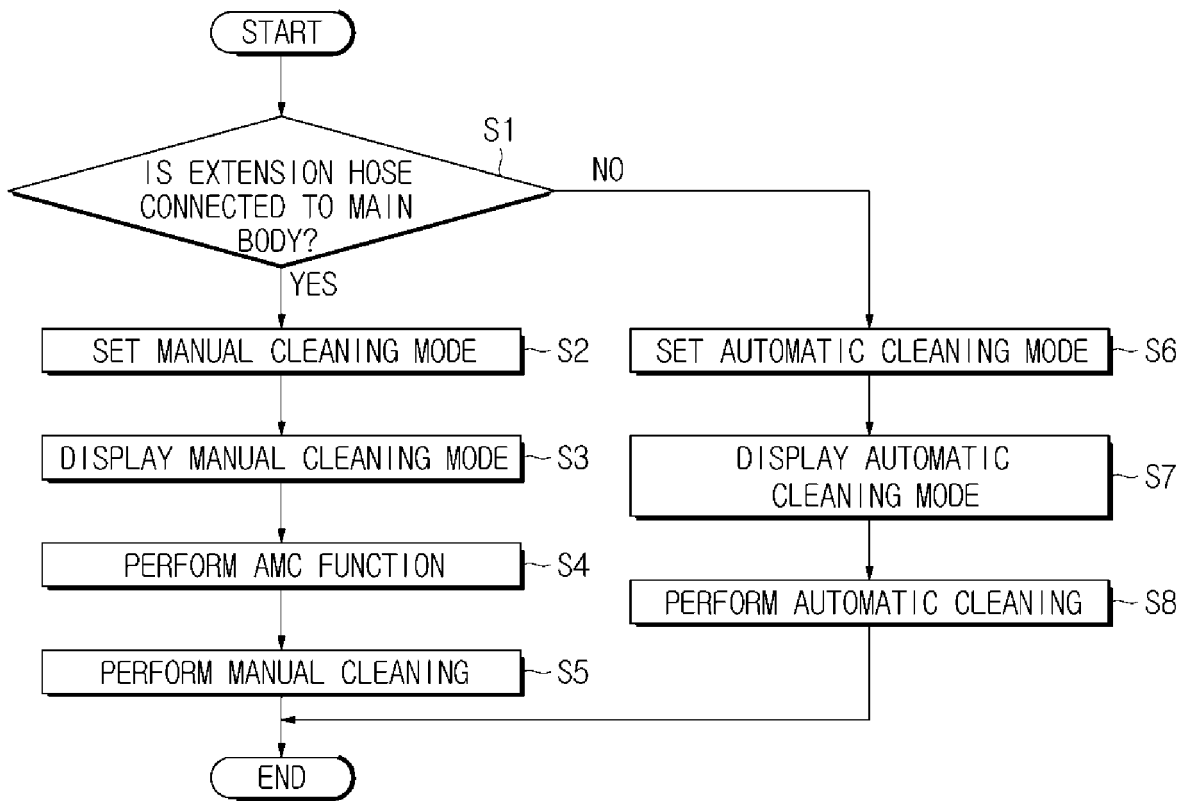 START
S1
IS EXTENSION HOSE
CONNECTED TO MAIN
BODY?
NO
YES
SET MANUAL CLEANING MODE
S2
DISPLAY MANUAL CLEANING MODE
S3
PERFORM AMC FUNCTION
S4
PERFORM MANUAL CLEANING
S5
SET AUTOMATIC CLEANING MODE
S6
DISPLAY AUTOMATIC
CLEANING MODE
S7
PERFORM AUTOMATIC CLEANING
S8
END